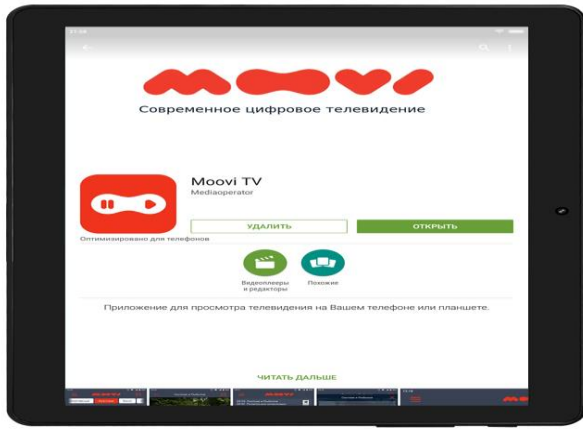 MOOVI
Современное цифровое телевидение
Moovi TV
Mediaoperator
УДАЛИТЬ
ОТКРЫТЬ
Оптимизировано для телефонов
Видеоплееры
и редакторы
Похожие
Приложение для просмотра телевидения на Вашем телефоне или планшете.
ЧИТАТЬ ДАЛЬШЕ